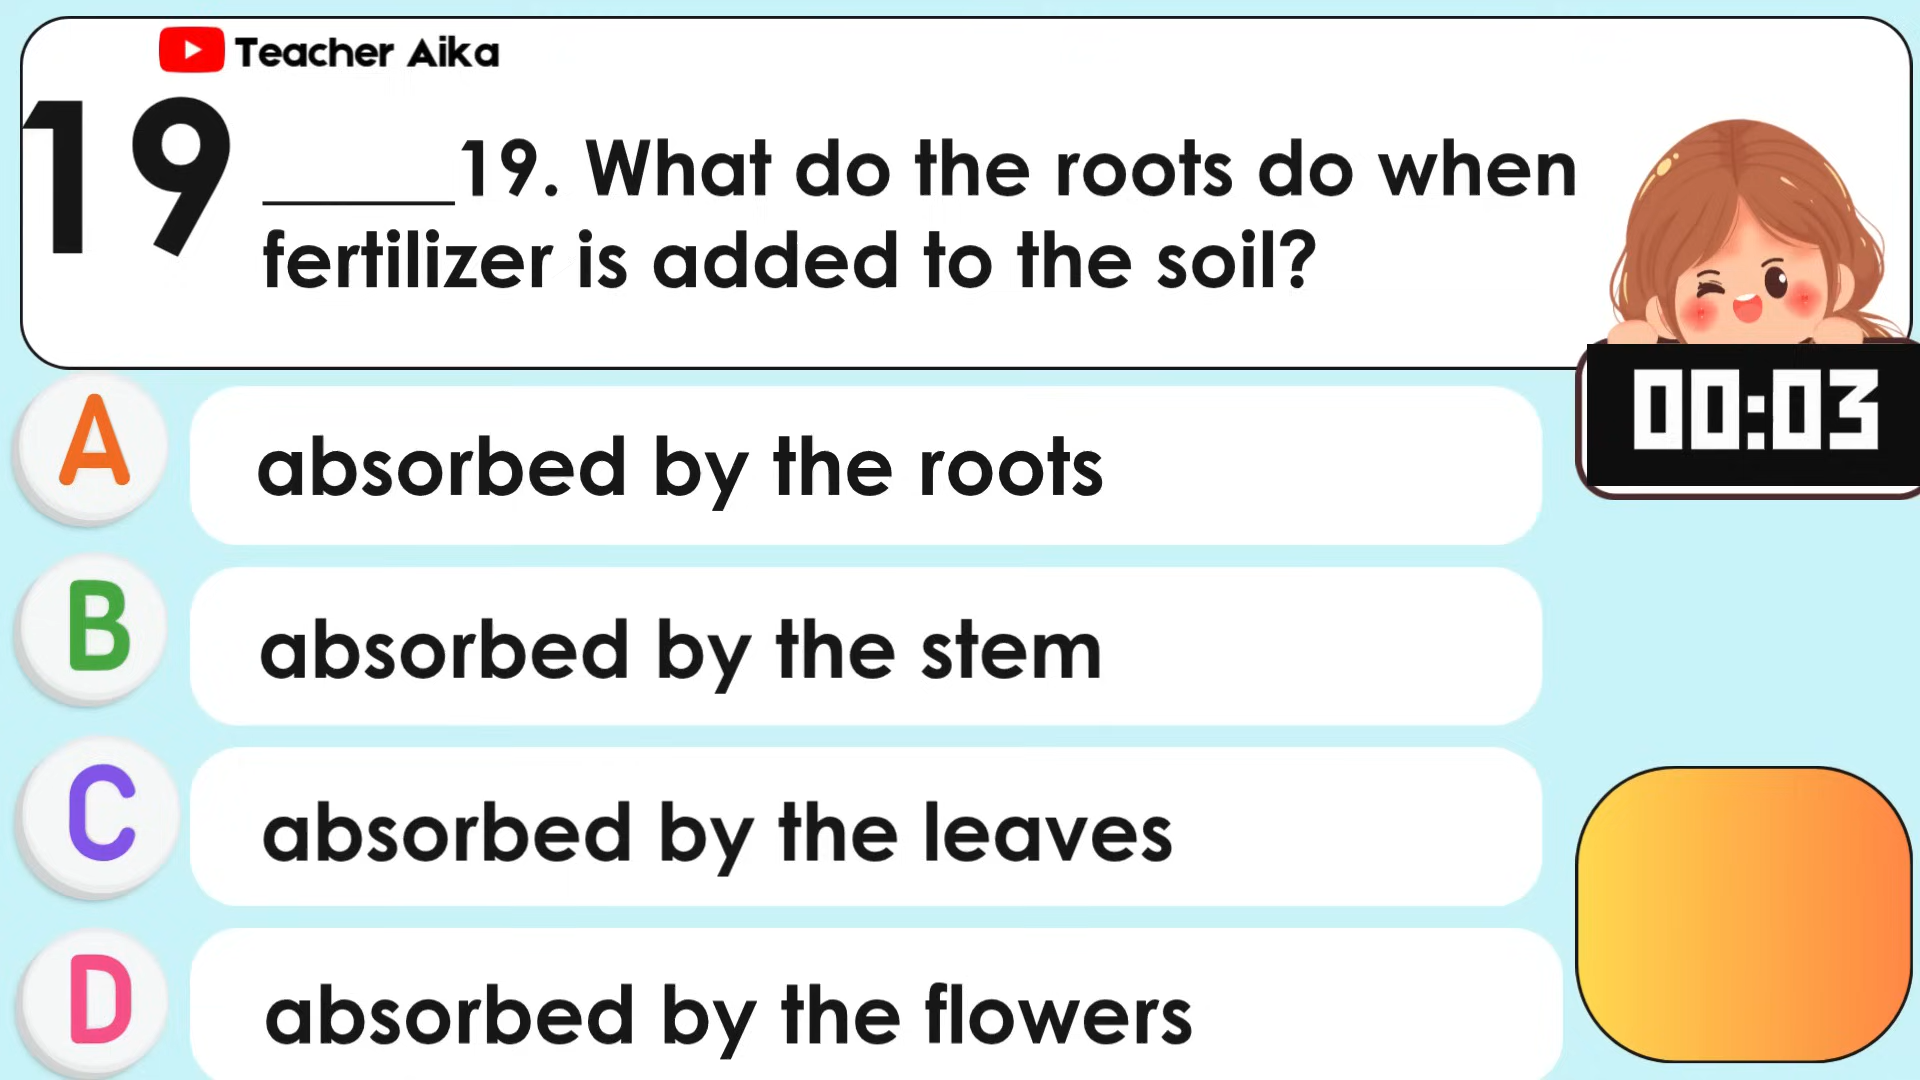 Teacher Aika
19
_____19. What do the roots do when
fertilizer is added to the soil?
00:03
A
absorbed by the roots
B
absorbed by the stem
C
absorbed by the leaves
D
absorbed by the flowers